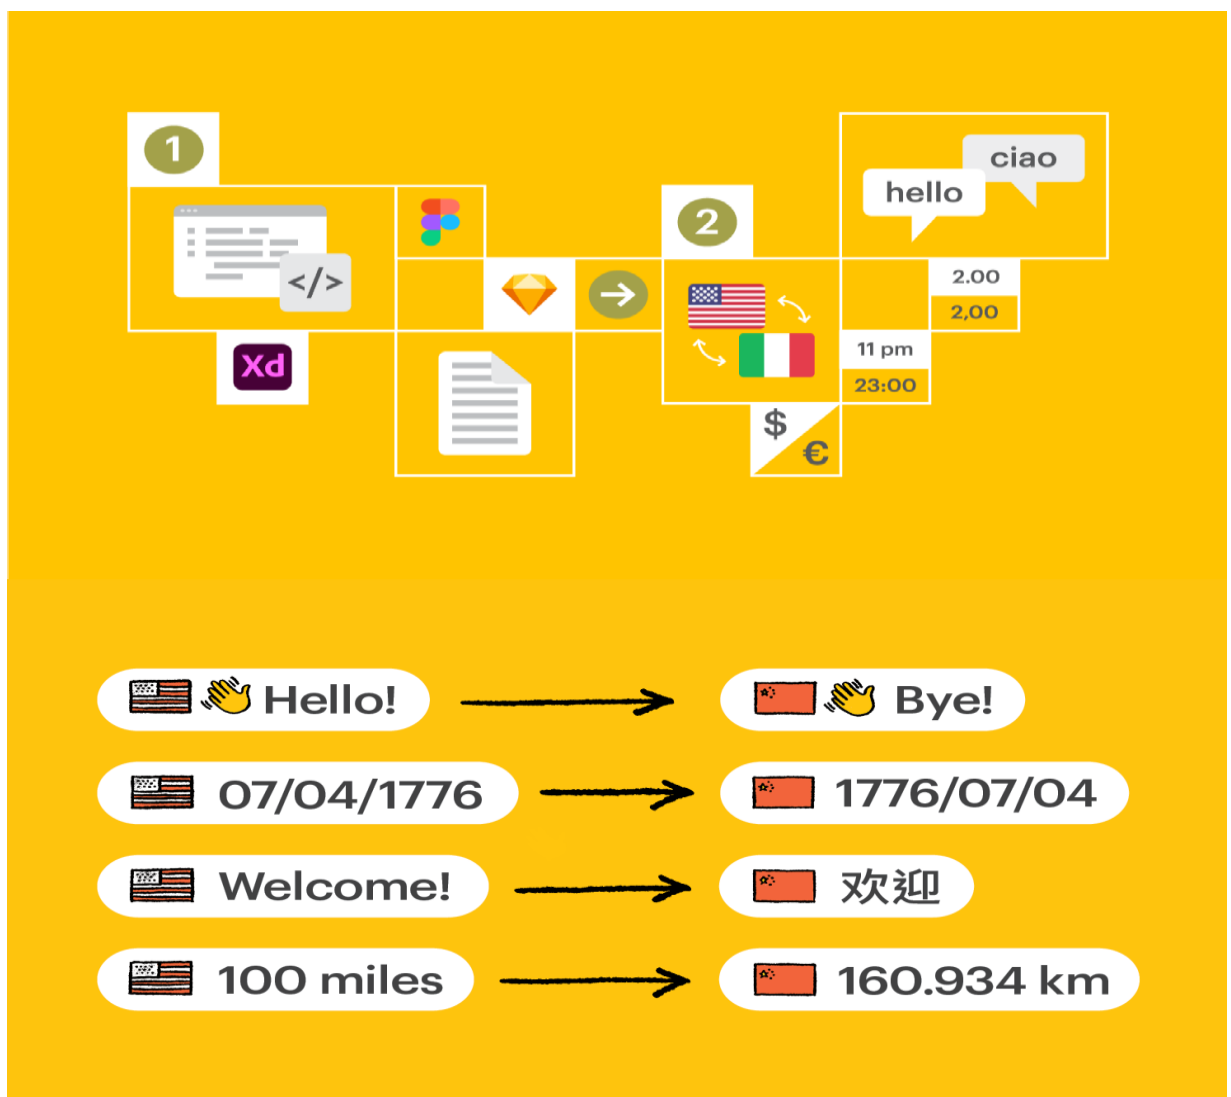 1
</>
Xd
2
hello
ciao
2.00
2,00
11 pm
23:00
$
€
Hello!
Bye!
07/04/1776
1776/07/04
Welcome!
欢迎
100 miles
160.934 km